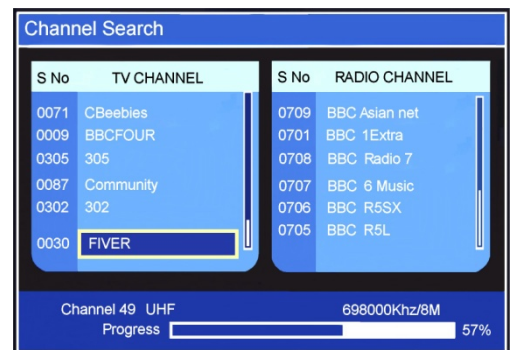 Channel Search
S No TV CHANNEL
0071 CBeebies
0009 BBCFOUR
0305 305
0087 Community
0302 302
0030 FIVER
S No RADIO CHANNEL
0709 BBC Asian net
0701 BBC 1Extra
0708 BBC Radio 7
0707 BBC 6 Music
0706 BBC R5SX
0705 BBC R5L
Channel 49 UHF 698000Khz/8M
Progress 57%